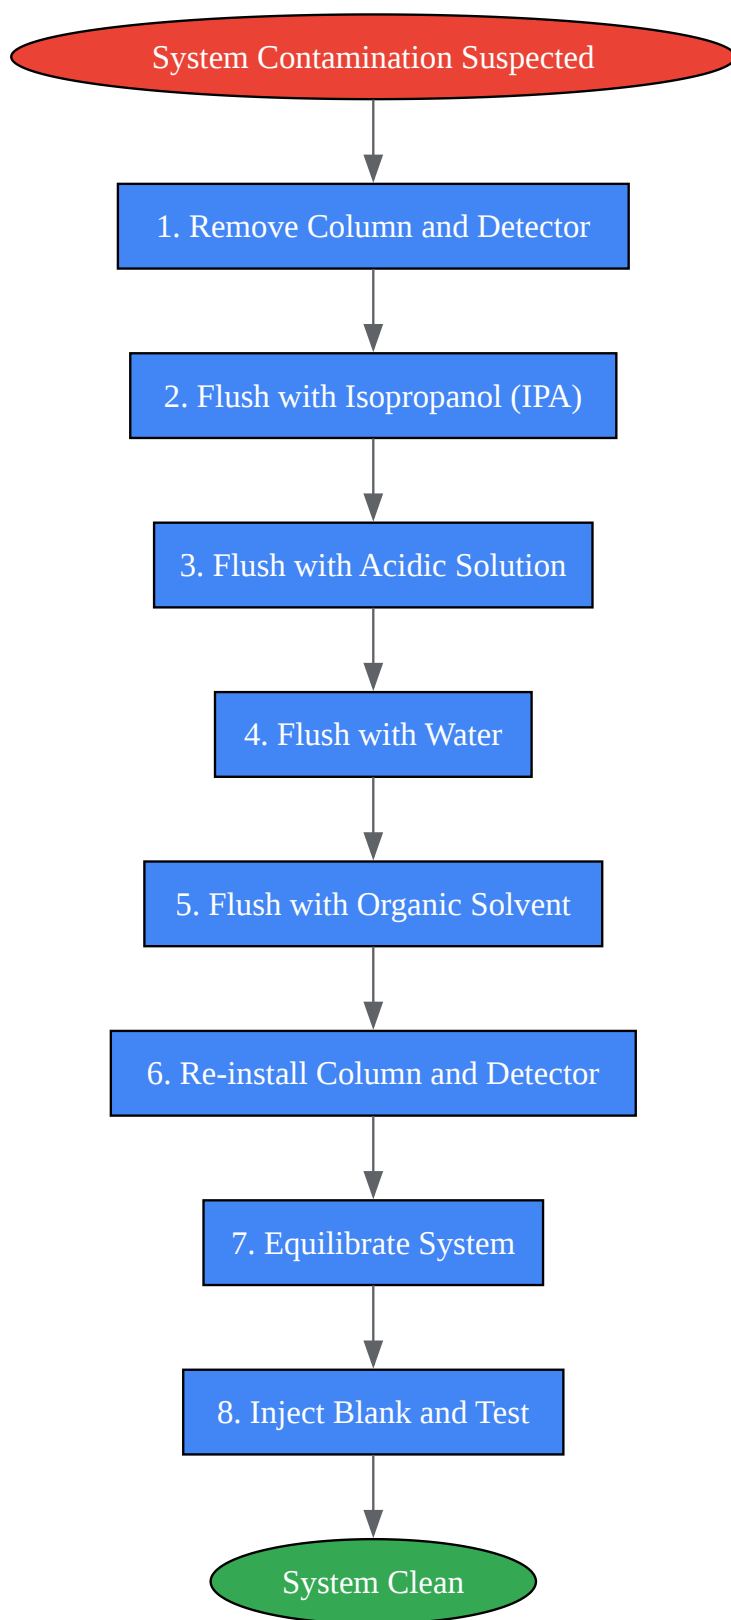 System Contamination Suspected
1. Remove Column and Detector
2. Flush with Isopropanol (IPA)
3. Flush with Acidic Solution
4. Flush with Water
5. Flush with Organic Solvent
6. Re-install Column and Detector
7. Equilibrate System
8. Inject Blank and Test
System Clean